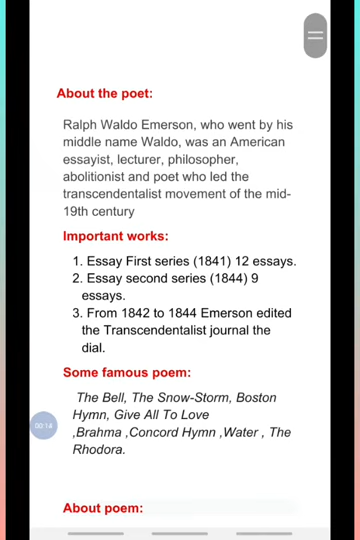 About the poet:
Ralph Waldo Emerson, who went by his
middle name Waldo, was an American
essayist, lecturer, philosopher,
abolitionist and poet who led the
transcendentalist movement of the mid-
19th century
Important works:
1. Essay First series (1841) 12 essays.
2. Essay second series (1844) 9
essays.
3. From 1842 to 1844 Emerson edited
the Transcendentalist journal the
dial.
Some famous poem:
The Bell, The Snow-Storm, Boston
Hymn, Give All To Love
,Brahma ,Concord Hymn ,Water , The
Rhodora.
00:14
About poem: